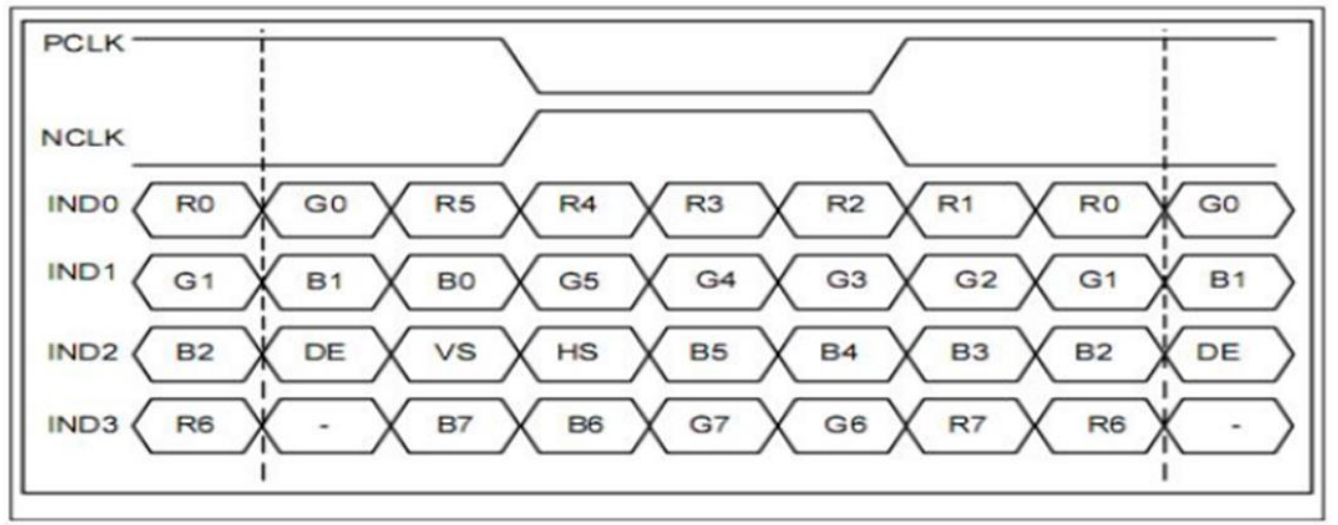 PCLK
NCLK
IND0 R0 G0 R5 R4 R3 R2 R1 R0 G0
IND1 G1 B1 B0 G5 G4 G3 G2 G1 B1
IND2 B2 DE VS HS B5 B4 B3 B2 DE
IND3 R6 - B7 B6 G7 G6 R7 R6 -